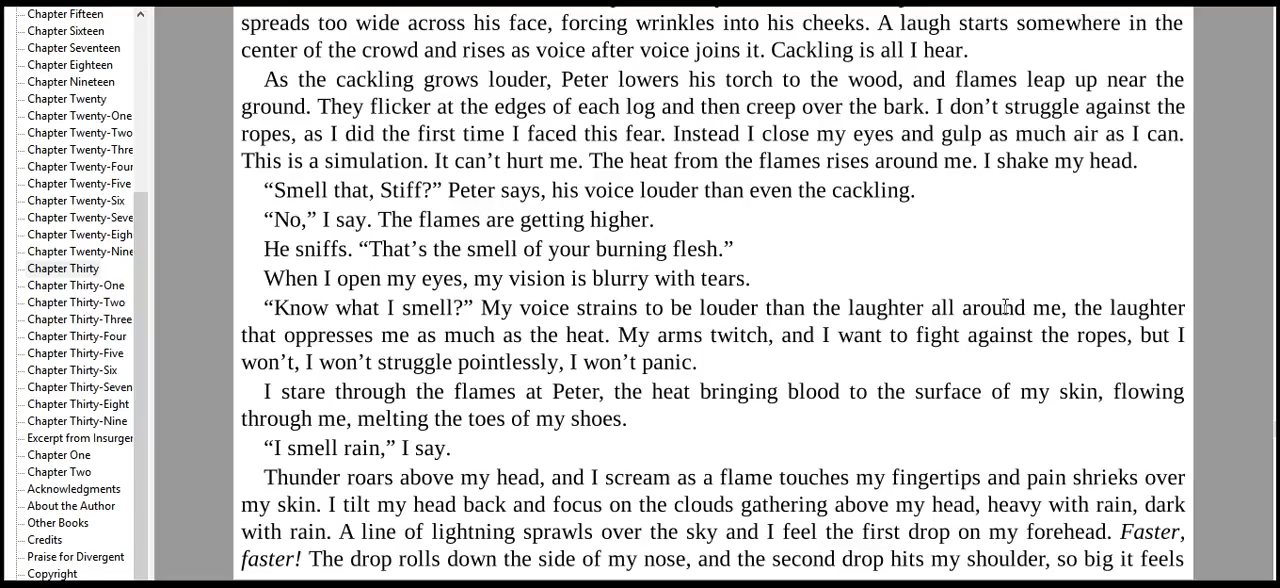 Chapter Fifteen
Chapter Sixteen
Chapter Seventeen
Chapter Eighteen
Chapter Nineteen
Chapter Twenty
Chapter Twenty-One
Chapter Twenty-Two
Chapter Twenty-Thre
Chapter Twenty-Four
Chapter Twenty-Five
Chapter Twenty-Six
Chapter Twenty-Seve
Chapter Twenty-Eigh
Chapter Twenty-Nine
Chapter Thirty
Chapter Thirty-One
Chapter Thirty-Two
Chapter Thirty-Three
Chapter Thirty-Four
Chapter Thirty-Five
Chapter Thirty-Six
Chapter Thirty-Seven
Chapter Thirty-Eight
Chapter Thirty-Nine
Excerpt from Insurger
Chapter One
Chapter Two
Acknowledgments
About the Author
Other Books
Credits
Praise for Divergent
Copyright
spreads too wide across his face, forcing wrinkles into his cheeks. A laugh starts somewhere in the
center of the crowd and rises as voice after voice joins it. Cackling is all I hear.
As the cackling grows louder, Peter lowers his torch to the wood, and flames leap up near the
ground. They flicker at the edges of each log and then creep over the bark. I don’t struggle against the
ropes, as I did the first time I faced this fear. Instead I close my eyes and gulp as much air as I can.
This is a simulation. It can’t hurt me. The heat from the flames rises around me. I shake my head.
“Smell that, Stiff?” Peter says, his voice louder than even the cackling.
“No,” I say. The flames are getting higher.
He sniffs. “That’s the smell of your burning flesh.”
When I open my eyes, my vision is blurry with tears.
“Know what I smell?” My voice strains to be louder than the laughter all around me, the laughter
that oppresses me as much as the heat. My arms twitch, and I want to fight against the ropes, but I
won’t, I won’t struggle pointlessly, I won’t panic.
I stare through the flames at Peter, the heat bringing blood to the surface of my skin, flowing
through me, melting the toes of my shoes.
“I smell rain,” I say.
Thunder roars above my head, and I scream as a flame touches my fingertips and pain shrieks over
my skin. I tilt my head back and focus on the clouds gathering above my head, heavy with rain, dark
with rain. A line of lightning sprawls over the sky and I feel the first drop on my forehead. Faster,
faster! The drop rolls down the side of my nose, and the second drop hits my shoulder, so big it feels